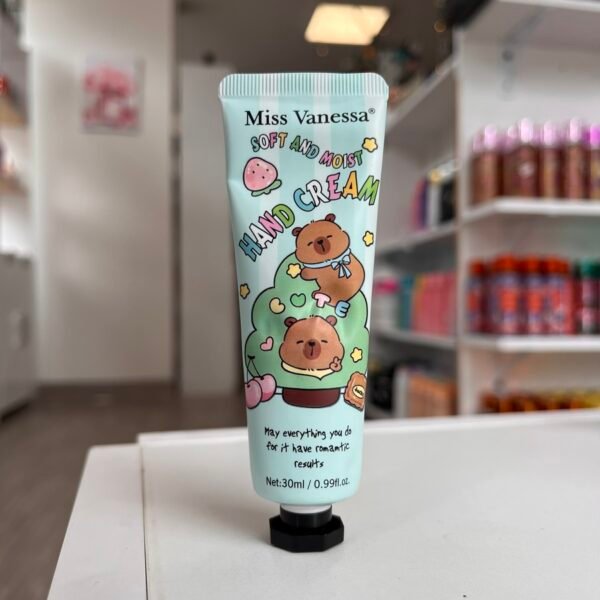 Miss Vanessa®
SOFT AND MOIST
HAND CREAM
CUTE
May everything you do
for it have romantic
results
Net:30ml / 0.99fl.oz.